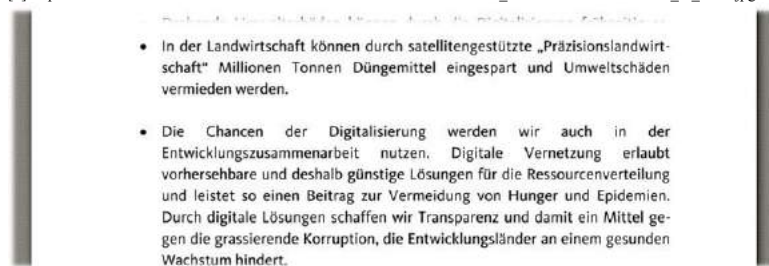 • In der Landwirtschaft können durch satellitengestützte „Präzisionslandwirt-
schaft“ Millionen Tonnen Düngemittel eingespart und Umweltschäden
vermieden werden.
• Die Chancen der Digitalisierung werden wir auch in der
Entwicklungszusammenarbeit nutzen. Digitale Vernetzung erlaubt
vorhersehbare und deshalb günstige Lösungen für die Ressourcenverteilung
und leistet so einen Beitrag zur Vermeidung von Hunger und Epidemien.
Durch digitale Lösungen schaffen wir Transparenz und damit ein Mittel ge-
gen die grassierende Korruption, die Entwicklungsländer an einem gesunden
Wachstum hindert.